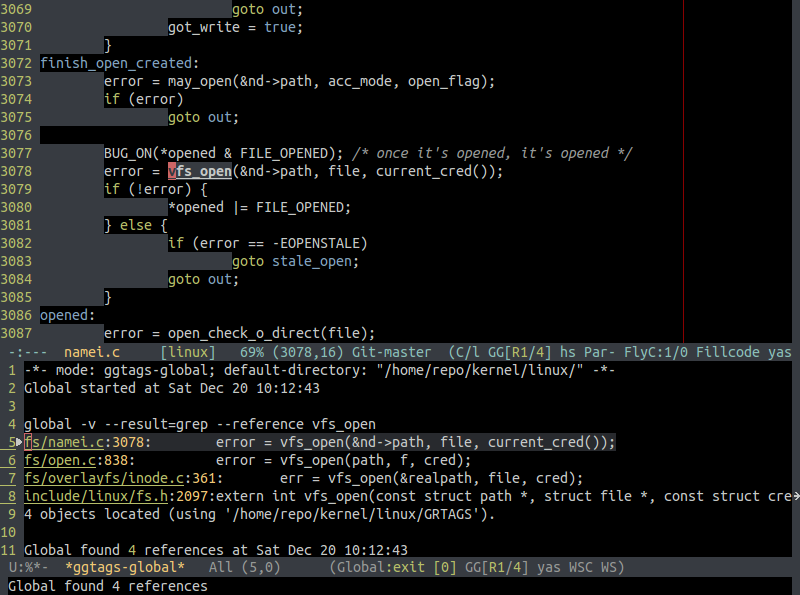 3069 goto out;
3070 got_write = true;
3071 }
3072 finish_open_created:
3073 error = may_open(&nd->path, acc_mode, open_flag);
3074 if (error)
3075 goto out;
3076
3077 BUG_ON(*opened & FILE_OPENED); /* once it's opened, it's opened */
3078 error = vfs_open(&nd->path, file, current_cred());
3079 if (!error) {
3080 *opened |= FILE_OPENED;
3081 } else {
3082 if (error == -EOPENSTALE)
3083 goto stale_open;
3084 goto out;
3085 }
3086 opened:
3087 error = open_check_o_direct(file);
-:--- namei.c [linux] 69% (3078,16) Git-master (C/l GG[R1/4] hs Par- FlyC:1/0 Fillcode yas
1 -*- mode: ggtags-global; default-directory: "/home/repo/kernel/linux/" -*-
2 Global started at Sat Dec 20 10:12:43
3
4 global -v --result=grep --reference vfs_open
5 fs/namei.c:3078: error = vfs_open(&nd->path, file, current_cred());
6 fs/open.c:838: error = vfs_open(path, f, cred);
7 fs/overlayfs/inode.c:361: err = vfs_open(&realpath, file, cred);
8 include/linux/fs.h:2097:extern int vfs_open(const struct path *, struct file *, const struct cre
9 4 objects located (using '/home/repo/kernel/linux/GRTAGS').
10
11 Global found 4 references at Sat Dec 20 10:12:43
U:%*- *ggtags-global* All (5,0) (Global:exit [0] GG[R1/4] yas WSC WS)
Global found 4 references